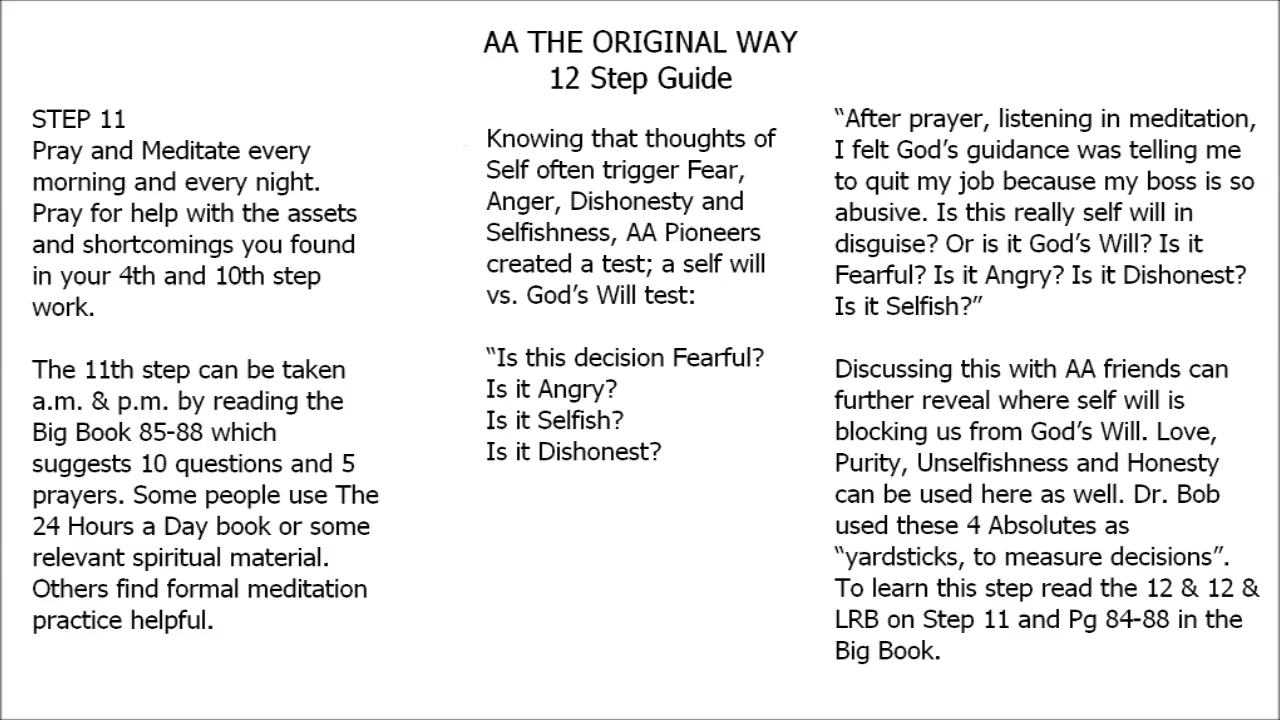 AA THE ORIGINAL WAY
12 Step Guide
STEP 11
Pray and Meditate every
morning and every night.
Pray for help with the assets
and shortcomings you found
in your 4th and 10th step
work.
The 11th step can be taken
a.m. & p.m. by reading the
Big Book 85-88 which
suggests 10 questions and 5
prayers. Some people use The
24 Hours a Day book or some
relevant spiritual material.
Others find formal meditation
practice helpful.
Knowing that thoughts of
Self often trigger Fear,
Anger, Dishonesty and
Selfishness, AA Pioneers
created a test; a self will
vs. God’s Will test:
“Is this decision Fearful?
Is it Angry?
Is it Selfish?
Is it Dishonest?
“After prayer, listening in meditation,
I felt God’s guidance was telling me
to quit my job because my boss is so
abusive. Is this really self will in
disguise? Or is it God’s Will? Is it
Fearful? Is it Angry? Is it Dishonest?
Is it Selfish?”
Discussing this with AA friends can
further reveal where self will is
blocking us from God’s Will. Love,
Purity, Unselfishness and Honesty
can be used here as well. Dr. Bob
used these 4 Absolutes as
“yardsticks, to measure decisions”.
To learn this step read the 12 & 12 &
LRB on Step 11 and Pg 84-88 in the
Big Book.